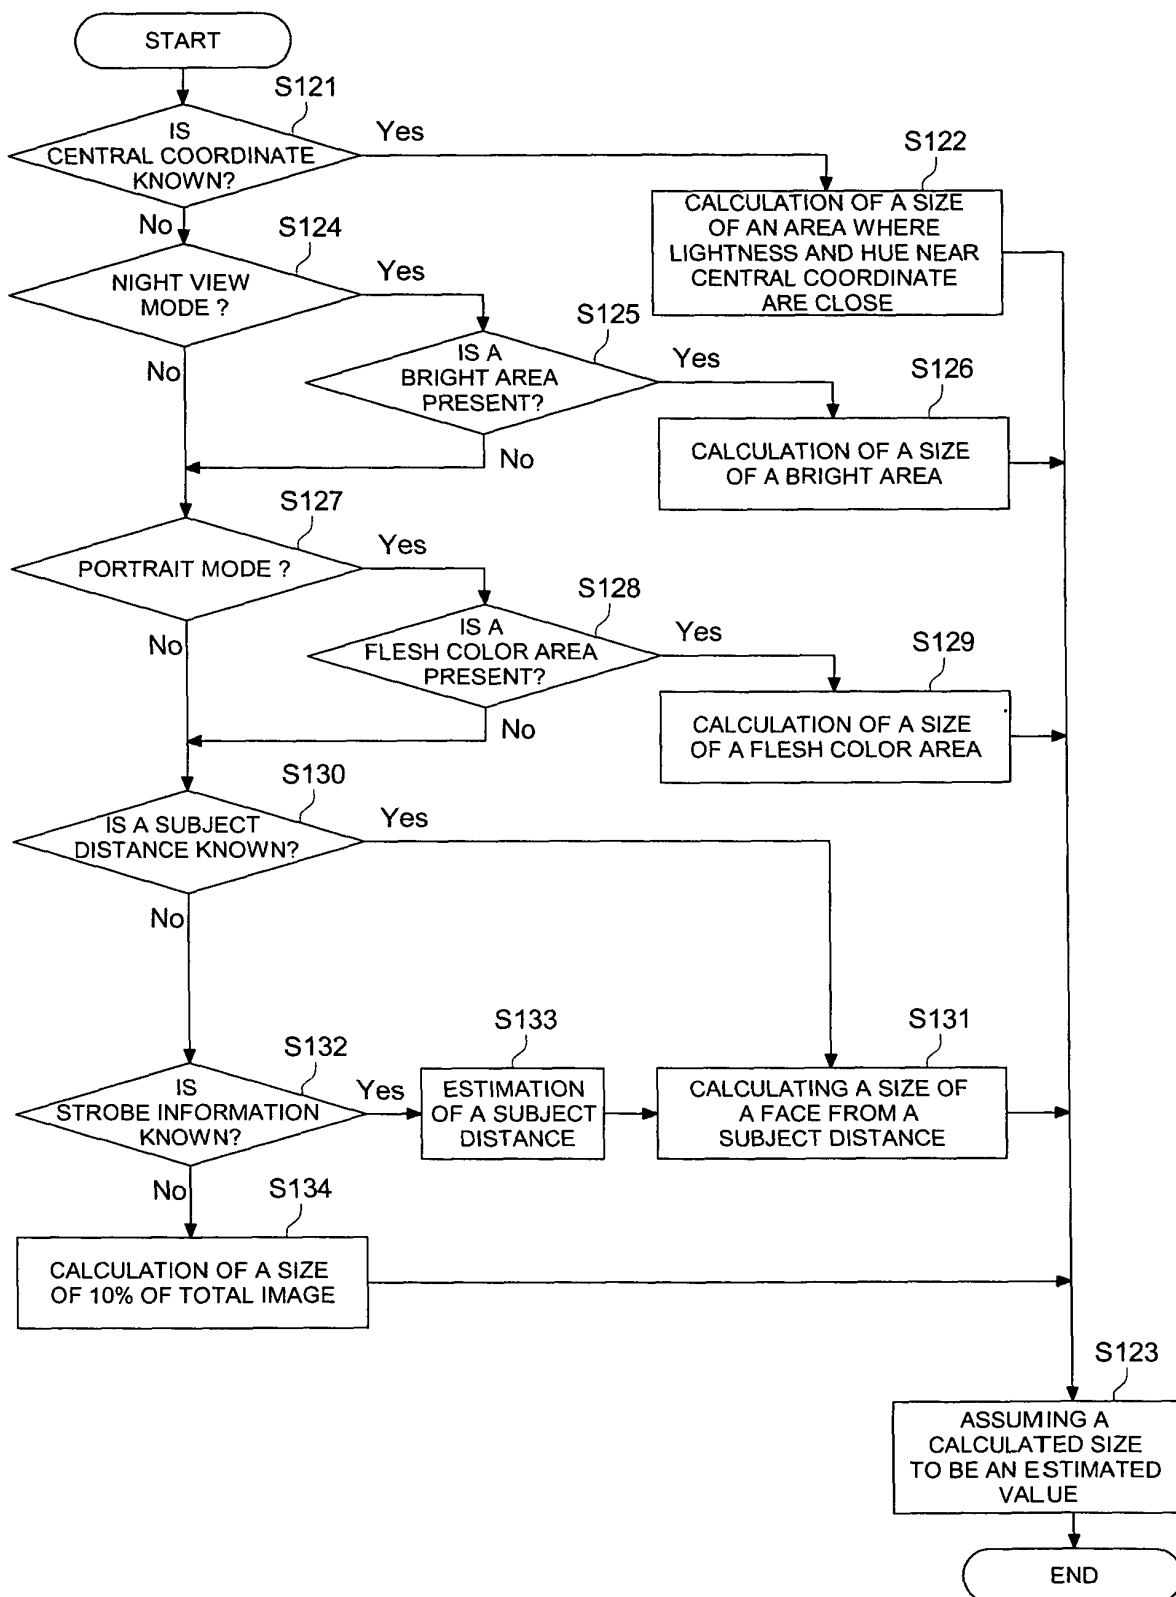 START
S121
IS
CENTRAL COORDINATE
KNOWN?
Yes
No
S122
CALCULATION OF A SIZE
OF AN AREA WHERE
LIGHTNESS AND HUE NEAR
CENTRAL COORDINATE
ARE CLOSE
S124
NIGHT VIEW
MODE ?
Yes
No
S125
IS A
BRIGHT AREA
PRESENT?
Yes
No
S126
CALCULATION OF A SIZE
OF A BRIGHT AREA
S127
PORTRAIT MODE ?
Yes
No
S128
IS A
FLESH COLOR AREA
PRESENT?
Yes
No
S129
CALCULATION OF A SIZE
OF A FLESH COLOR AREA
S130
IS A SUBJECT
DISTANCE KNOWN?
Yes
No
S132
IS
STROBE INFORMATION
KNOWN?
Yes
No
S133
ESTIMATION
OF A SUBJECT
DISTANCE
S131
CALCULATING A SIZE OF
A FACE FROM A
SUBJECT DISTANCE
S134
CALCULATION OF A SIZE
OF 10% OF TOTAL IMAGE
S123
ASSUMING A
CALCULATED SIZE
TO BE AN ESTIMATED
VALUE
END